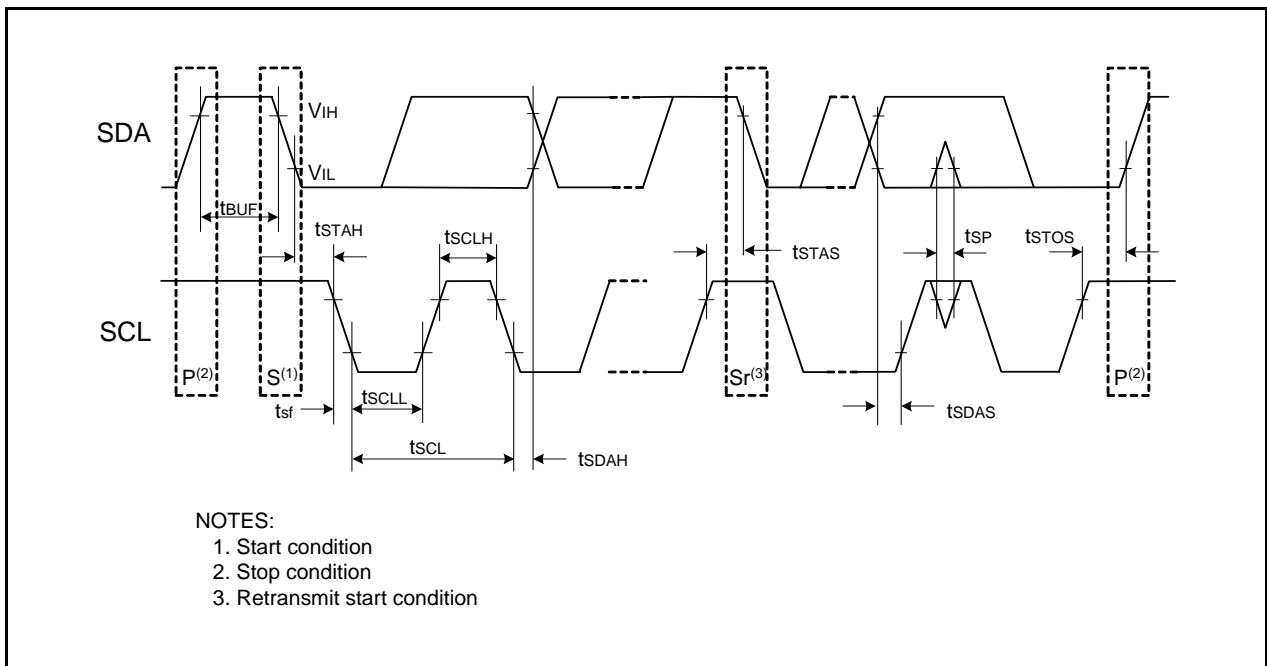 SDA
VIH
VIL
tBUF
tSTAH
tSCLH
tSTAS
tSP
tSTOS
SCL
P(2)
S(1)
Sr(3)
P(2)
tsf
tSCLL
tSDAS
tSCL
tSDAH
NOTES:
1. Start condition
2. Stop condition
3. Retransmit start condition